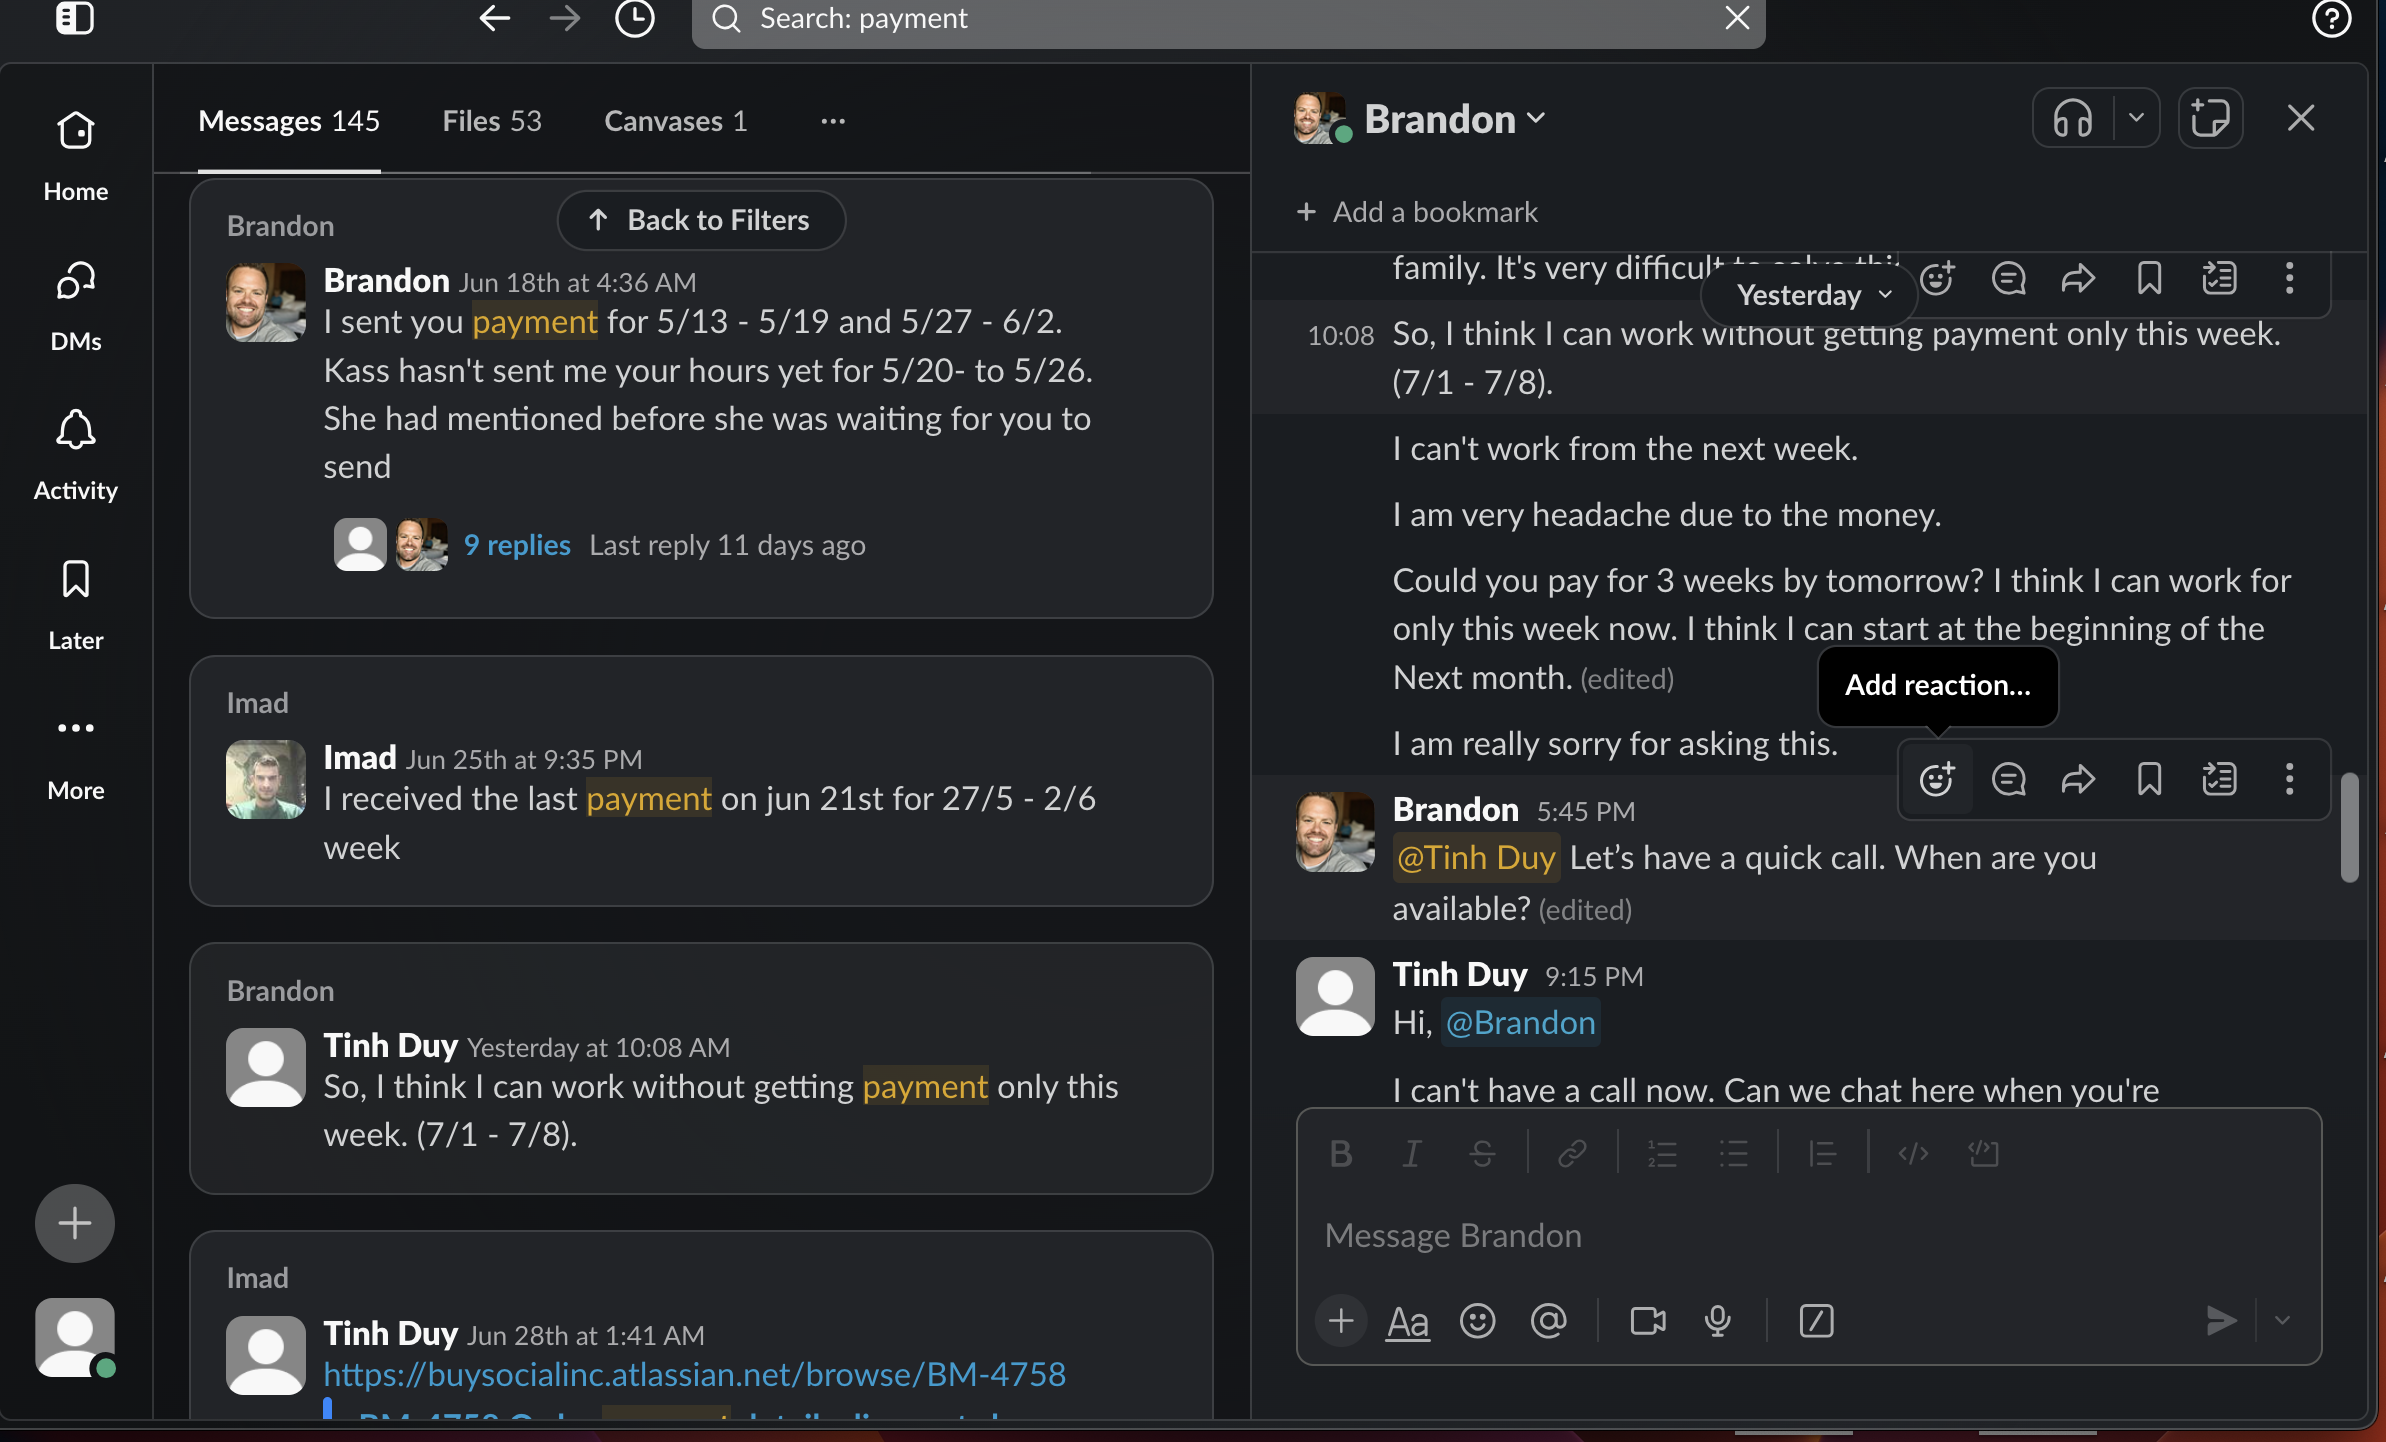 Search: payment
Home
DMs
Activity
Later
More
Messages 145
Files 53
Canvases 1
Back to Filters
Brandon
Brandon Jun 18th at 4:36 AM
I sent you payment for 5/13 - 5/19 and 5/27 - 6/2.
Kass hasn't sent me your hours yet for 5/20- to 5/26.
She had mentioned before she was waiting for you to
send
9 replies Last reply 11 days ago
Imad
Imad Jun 25th at 9:35 PM
I received the last payment on jun 21st for 27/5 - 2/6
week
Brandon
Tinh Duy Yesterday at 10:08 AM
So, I think I can work without getting payment only this
week. (7/1 - 7/8).
Imad
Tinh Duy Jun 28th at 1:41 AM
https://buysocialinc.atlassian.net/browse/BM-4758
Brandon
+ Add a bookmark
family. It's very difficult to solve this
Yesterday
10:08 So, I think I can work without getting payment only this week.
(7/1 - 7/8).
I can't work from the next week.
I am very headache due to the money.
Could you pay for 3 weeks by tomorrow? I think I can work for
only this week now. I think I can start at the beginning of the
Next month. (edited)
Add reaction...
I am really sorry for asking this.
Brandon 5:45 PM
@Tinh Duy Let’s have a quick call. When are you
available? (edited)
Tinh Duy 9:15 PM
Hi, @Brandon
I can't have a call now. Can we chat here when you're
Message Brandon
Aa